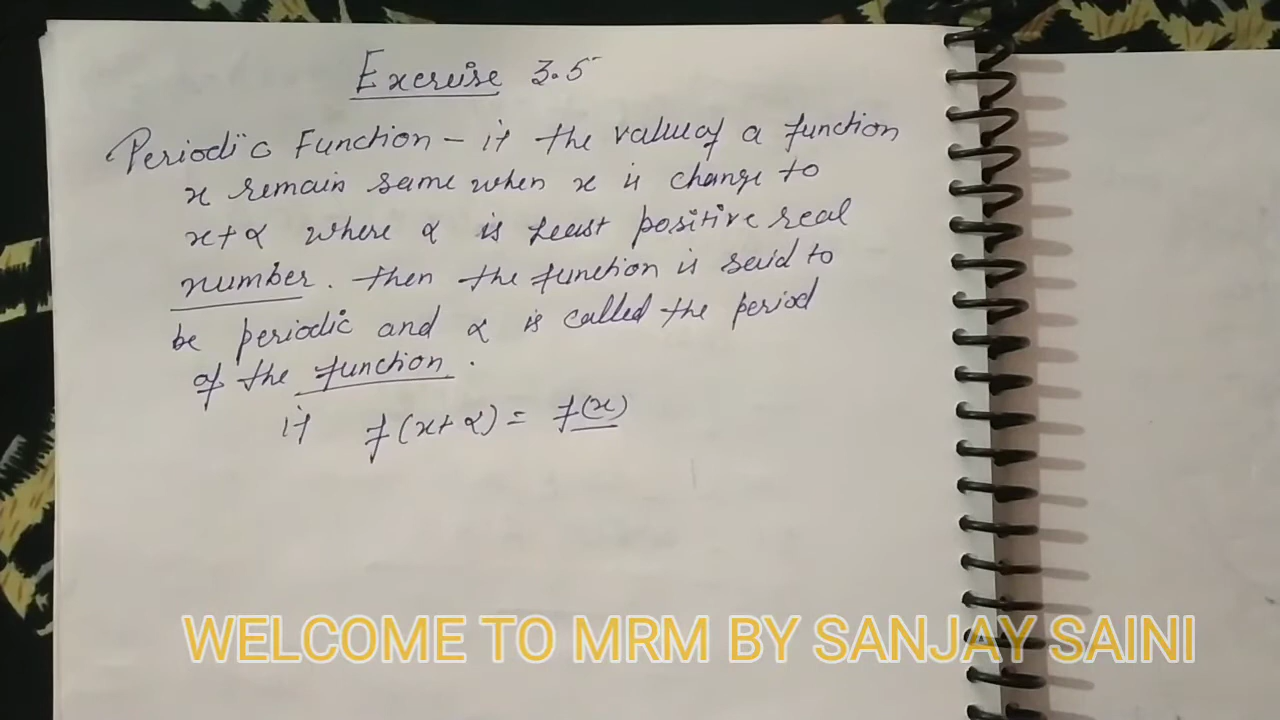 Exercise 3.5
Periodic Function - if the value of a function
x remain same when x is change to
x+α where α is least positive real
number. then the function is said to
be periodic and α is called the period
of the function.
if f(x+α) = f(x)
WELCOME TO MRM BY SANJAY SAINI